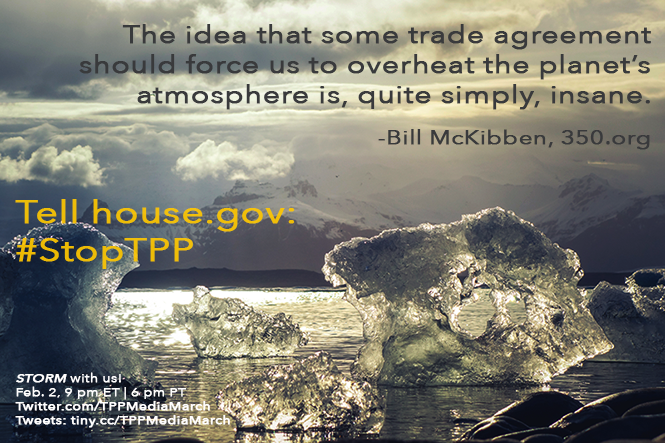 The idea that some trade agreement
should force us to overheat the planet's
atmosphere is, quite simply, insane.
-Bill McKibben, 350.org
Tell house.gov:
#StopTPP
STORM with us!
Feb. 2, 9 pm ET | 6 pm PT
Twitter.com/TPPMediaMarch
Tweets: tiny.cc/TPPMediaMarch